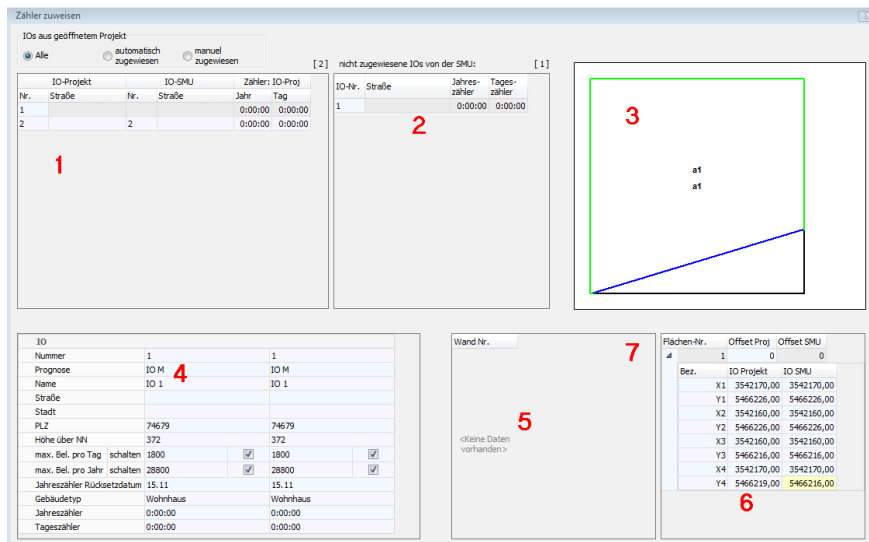 Zähler zuweisen
IOs aus geöffnetem Projekt
Alle
automatisch zugewiesen
manuel zugewiesen
[ 2 ] nicht zugewiesene IOs von der SMU: [ 1 ]
IO-Projekt IO-SMU Zähler: IO-Proj
Nr. Straße Nr. Straße Jahr Tag
1 0:00:00 0:00:00
2 2 0:00:00 0:00:00
1
IO-Nr. Straße Jahres-zähler Tages-zähler
1 0:00:00 0:00:00
2
3
a1
a1
IO
Nummer 1 1
Prognose IO M IO M
Name IO 1 IO 1
Straße
Stadt
PLZ 74679 74679
Höhe über NN 372 372
max. Bel. pro Tag schalten 1800 1800
max. Bel. pro Jahr schalten 28800 28800
Jahreszähler Rücksetzdatum 15.11 15.11
Gebäudetyp Wohnhaus Wohnhaus
Jahreszähler 0:00:00 0:00:00
Tageszähler 0:00:00 0:00:00
4
Wand Nr.
7
5
<Keine Daten
vorhanden>
Flächen-Nr. Offset Proj Offset SMU
1 0 0
Bez. IO Projekt IO SMU
X1 3542170,00 3542170,00
Y1 5466226,00 5466226,00
X2 3542160,00 3542160,00
Y2 5466226,00 5466226,00
X3 3542160,00 3542160,00
Y3 5466216,00 5466216,00
X4 3542170,00 3542170,00
Y4 5466219,00 5466216,00
6